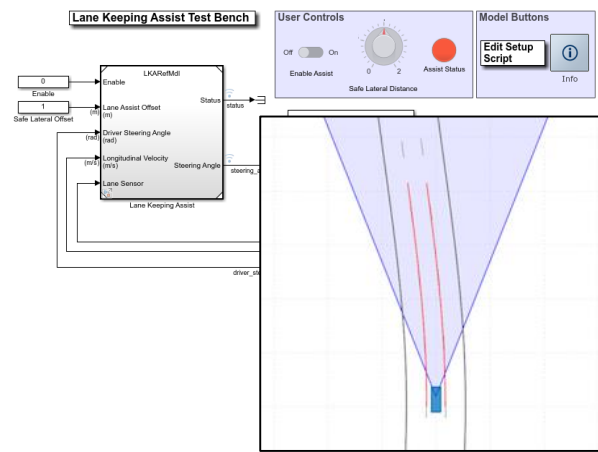 Lane Keeping Assist Test Bench
User Controls
Off
On
Enable Assist
0
2
Safe Lateral Distance
Assist Status
Model Buttons
Edit Setup
Script
Info
LKARefMdl
0
Enable
Enable
1
Safe Lateral Offset
(m)
Lane Assist Offset
(m)
(rad)
Driver Steering Angle
(rad)
(m/s)
Longitudinal Velocity
(m/s)
Lane Sensor
Status
status
Steering Angle
steering_a
Lane Keeping Assist
driver_ste